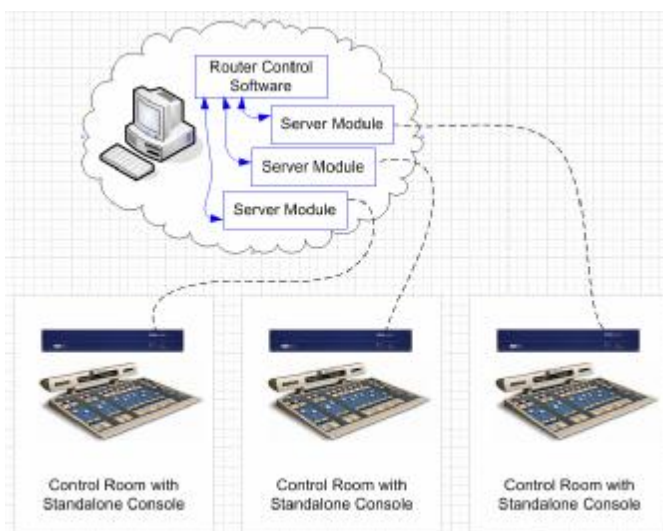 Router Control
Software
Server Module
Server Module
Server Module
Control Room with
Standalone Console
Control Room with
Standalone Console
Control Room with
Standalone Console